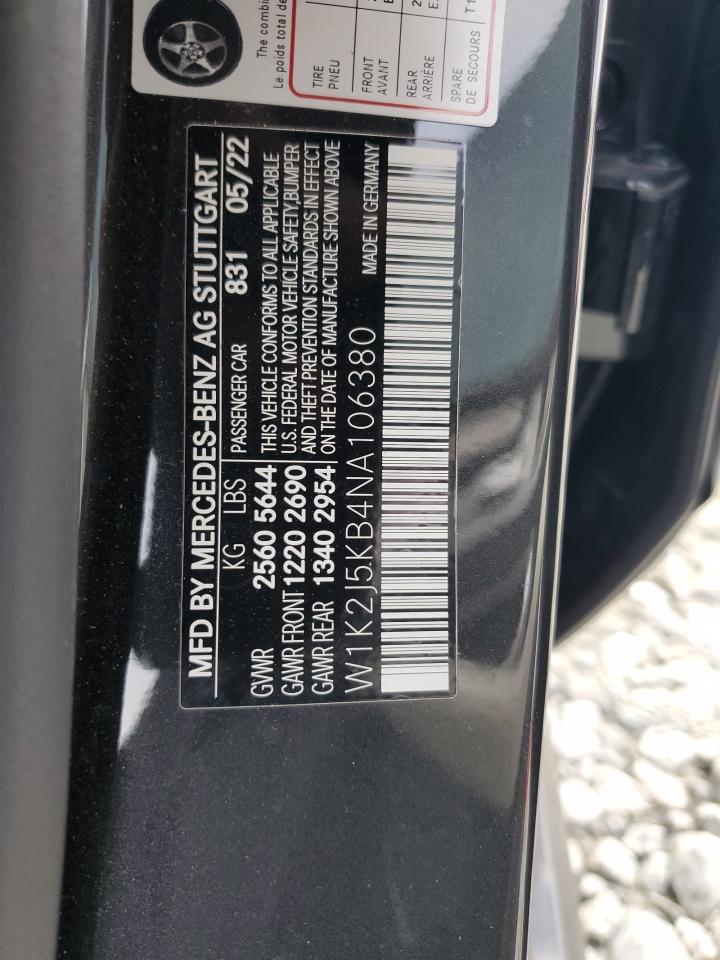 MFD BY MERCEDES-BENZ AG STUTTGART
KG LBS PASSENGER CAR 831 05/22
GVWR 2560 5644 THIS VEHICLE CONFORMS TO ALL APPLICABLE
GAWR FRONT 1220 2690 U.S. FEDERAL MOTOR VEHICLE SAFETY,BUMPER
GAWR REAR 1340 2954 AND THEFT PREVENTION STANDARDS IN EFFECT
ON THE DATE OF MANUFACTURE SHOWN ABOVE
W1K2J5KB4NA106380 MADE IN GERMANY
The combin
Le poids total de
TIRE
PNEU
FRONT
AVANT
REAR
ARRIÈRE
SPARE
DE SECOURS
T1